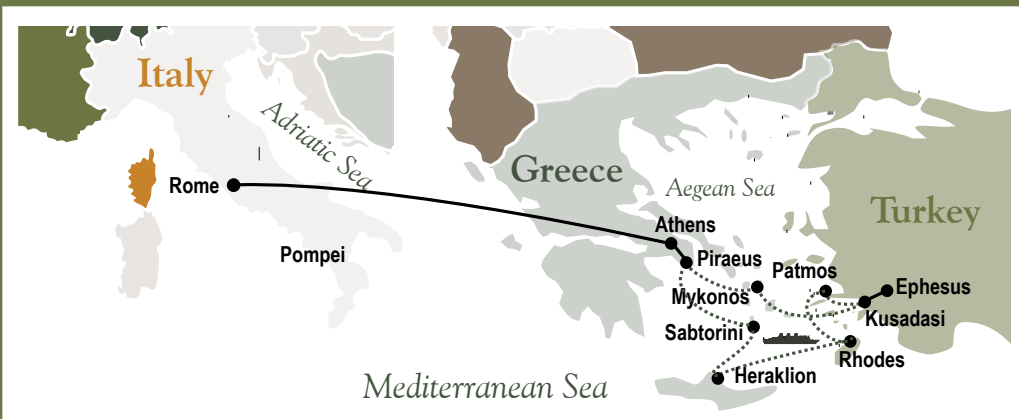 Italy
Adriatic Sea
Greece
Rome
Aegean Sea
Turkey
Athens
Pompei
Piraeus
Patmos
Ephesus
Mykonos
Kusadasi
Sabtorini
Rhodes
Heraklion
Mediterranean Sea